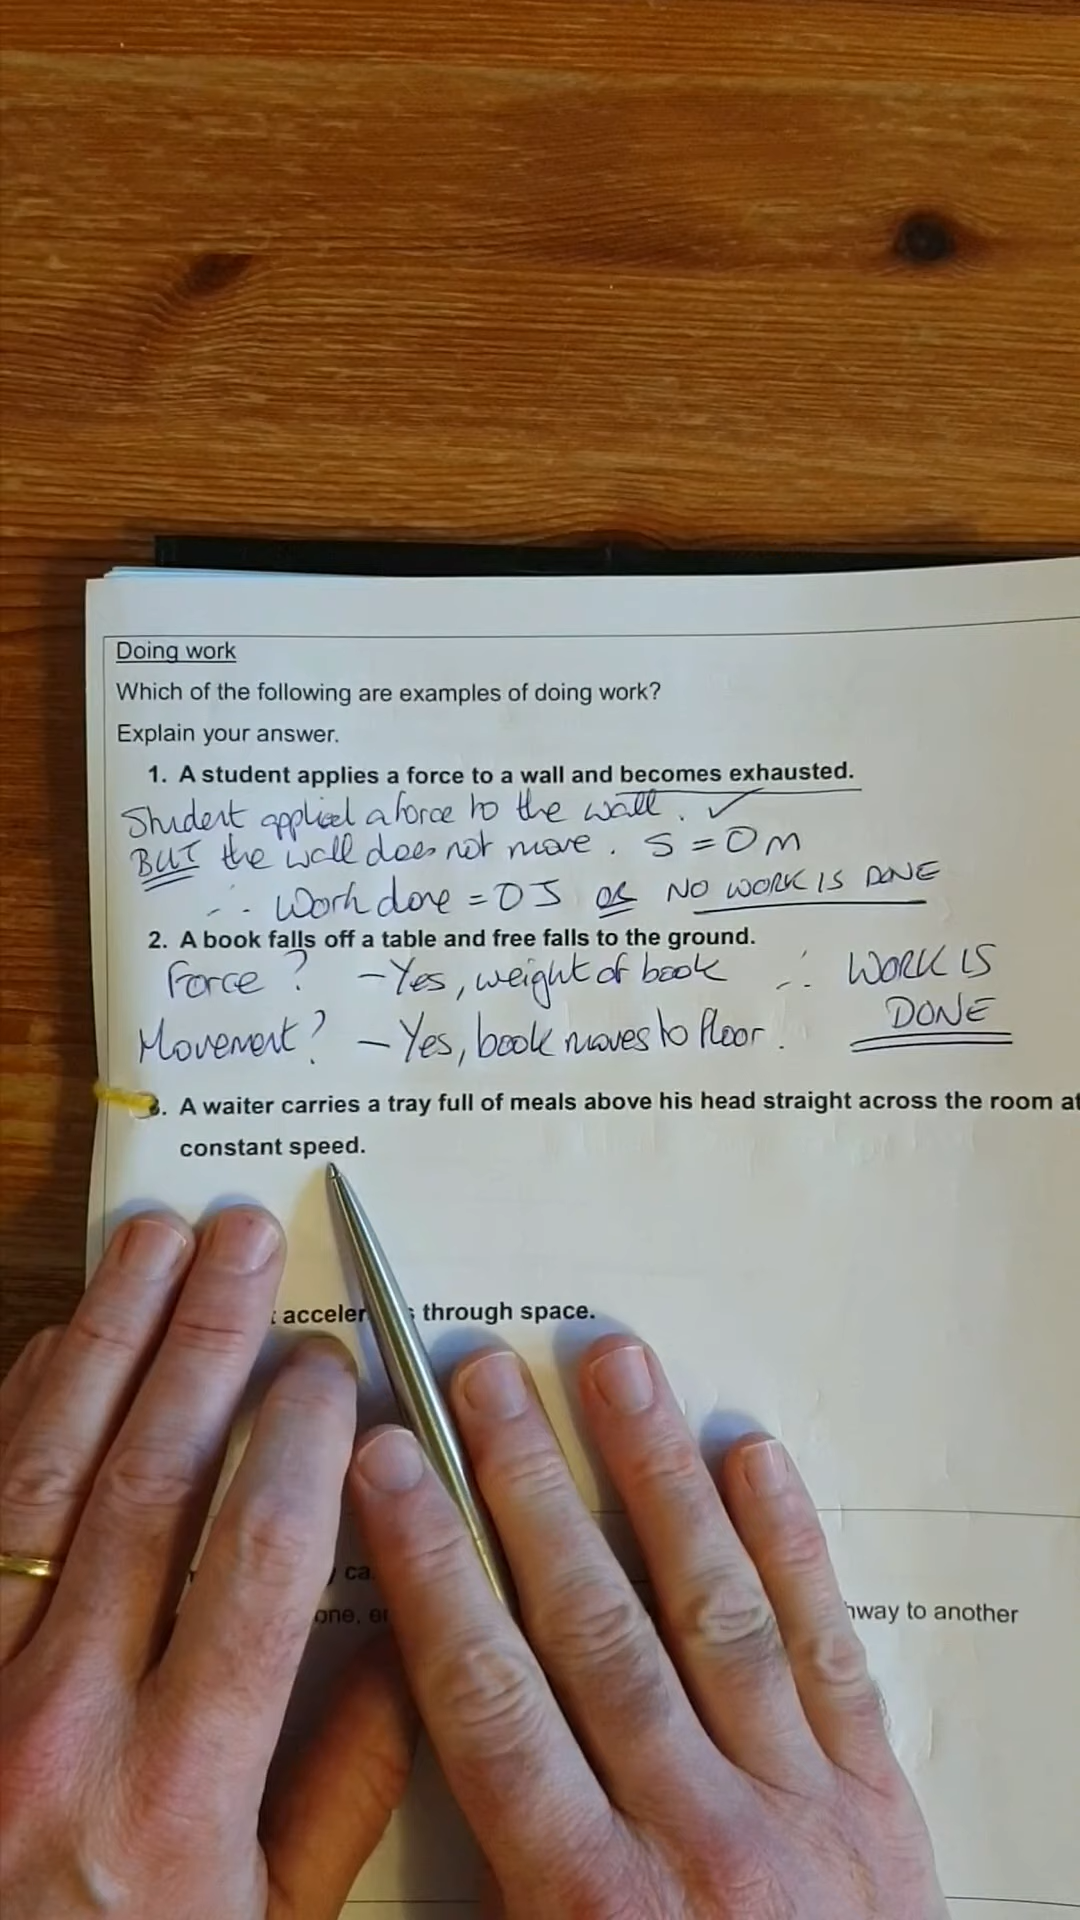 Doing work
Which of the following are examples of doing work?
Explain your answer.
1. A student applies a force to a wall and becomes exhausted.
Student applied a force to the wall. ✓
BUT the wall does not move. S = 0 m
∴ Work done = 0 J OR NO WORK IS DONE
2. A book falls off a table and free falls to the ground.
Force? – Yes, weight of book ∴ WORK IS
Movement? – Yes, book moves to floor. DONE
3. A waiter carries a tray full of meals above his head straight across the room at
constant speed.
through space.
way to another